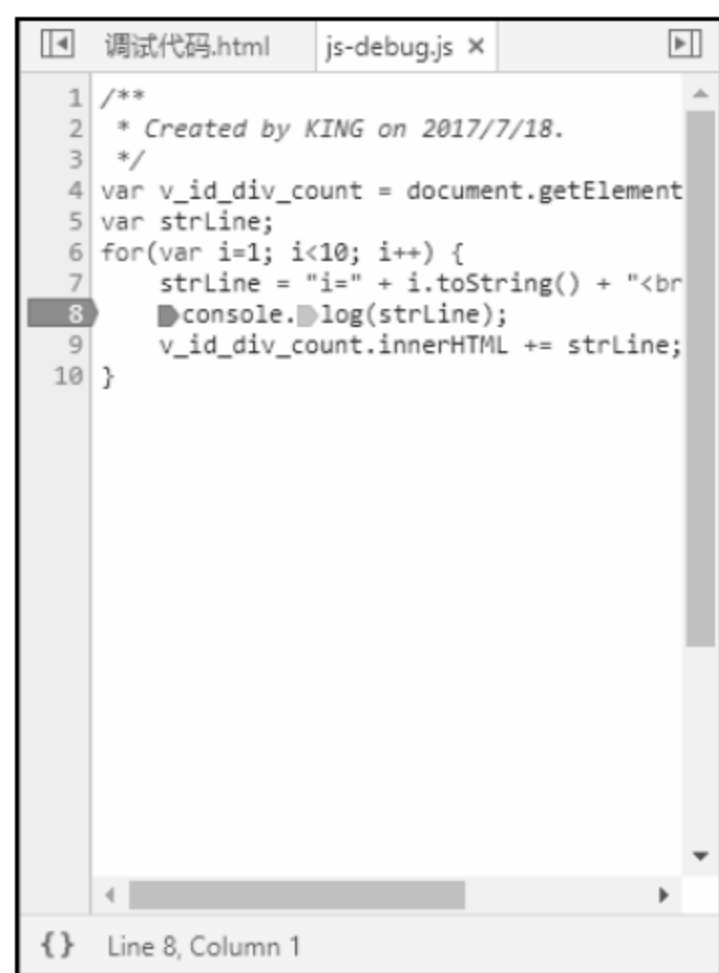 调试代码.html js-debug.js ×
1 /**
2 * Created by KING on 2017/7/18.
3 */
4 var v_id_div_count = document.getElement
5 var strLine;
6 for(var i=1; i<10; i++) {
7 strLine = "i=" + i.toString() + "<br
8 console.log(strLine);
9 v_id_div_count.innerHTML += strLine;
10 }
{} Line 8, Column 1